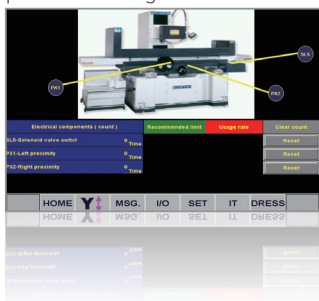 SLS
PX1
PX2
Electrical components ( count ) Recommended limit Usage rate Clear count
SLS-Solenoid valve switct 0 Time Reset
PX1-Left proximity 0 Time Reset
PX2-Right proximity 0 Time Reset
HOME Y MSG. I/O SET IT DRESS